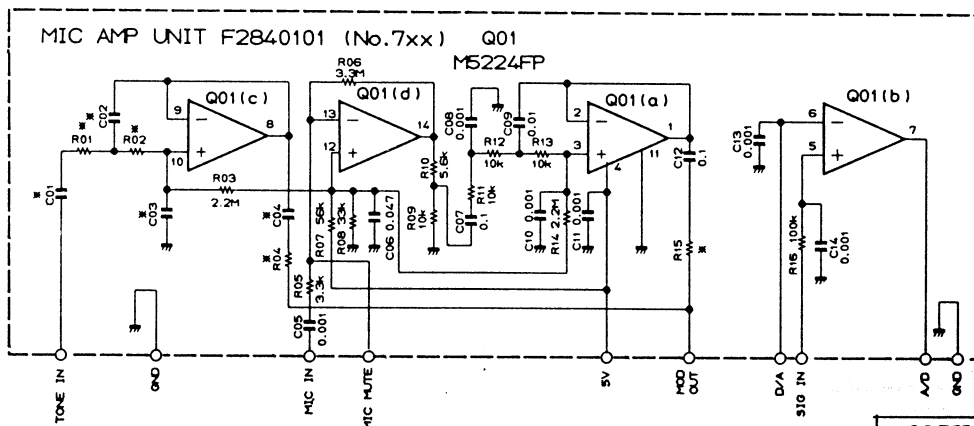 MIC AMP UNIT F2840101 (No.7xx) Q01
M5224FP
R06
3.3M
Q01(c)
Q01(d)
Q01(a)
Q01(b)
C02
※
R01
※
R02
※
9
10
8
C01
※
C03
※
R03
2.2M
C04
※
R04
※
13
12
14
R10
5.6k
R09
10k
R07 56k
R08 33k
C06 0.047
R05
3.3k
C05
0.001
C08
0.001
C09
0.01
R12
10k
R13
10k
R11
10k
C07
0.1
2
3
1
4
11
C12
0.1
C10 0.001
R14 2.2M
C11 0.001
R15
※
C13
0.001
6
5
7
R16 100k
C14
0.001
TONE IN
GND
MIC IN
MIC MUTE
5V
MOD
OUT
D/A
SIG IN
A/D
GND